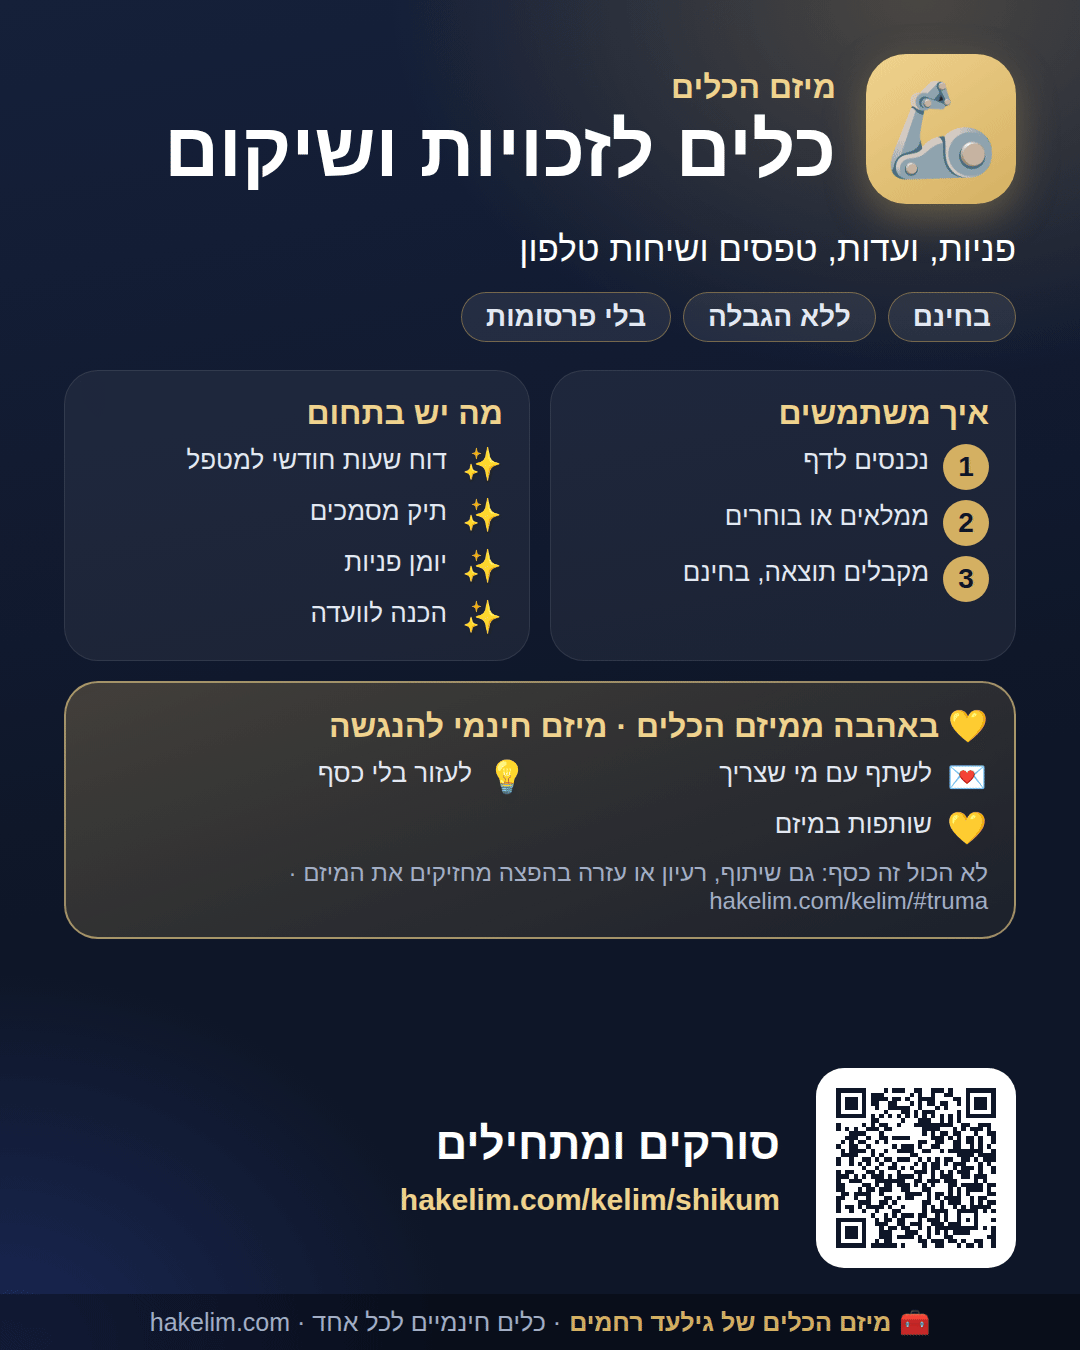 מיזם הכלים
כלים לזכויות ושיקום
פניות, ועדות, טפסים ושיחות טלפון
בחינם
ללא הגבלה
בלי פרסומות
איך משתמשים
1 נכנסים לדף
2 ממלאים או בוחרים
3 מקבלים תוצאה, בחינם
מה יש בתחום
✨ דוח שעות חודשי למטפל
✨ תיק מסמכים
✨ יומן פניות
✨ הכנה לוועדה
💛 באהבה ממיזם הכלים · מיזם חינמי להנגשה
💌 לשתף עם מי שצריך
💡 לעזור בלי כסף
💛 שותפות במיזם
לא הכול זה כסף: גם שיתוף, רעיון או עזרה בהפצה מחזיקים את המיזם ·
hakelim.com/kelim/#truma
סורקים ומתחילים
hakelim.com/kelim/shikum
🧰 מיזם הכלים של גילעד רחמים · כלים חינמיים לכל אחד · hakelim.com